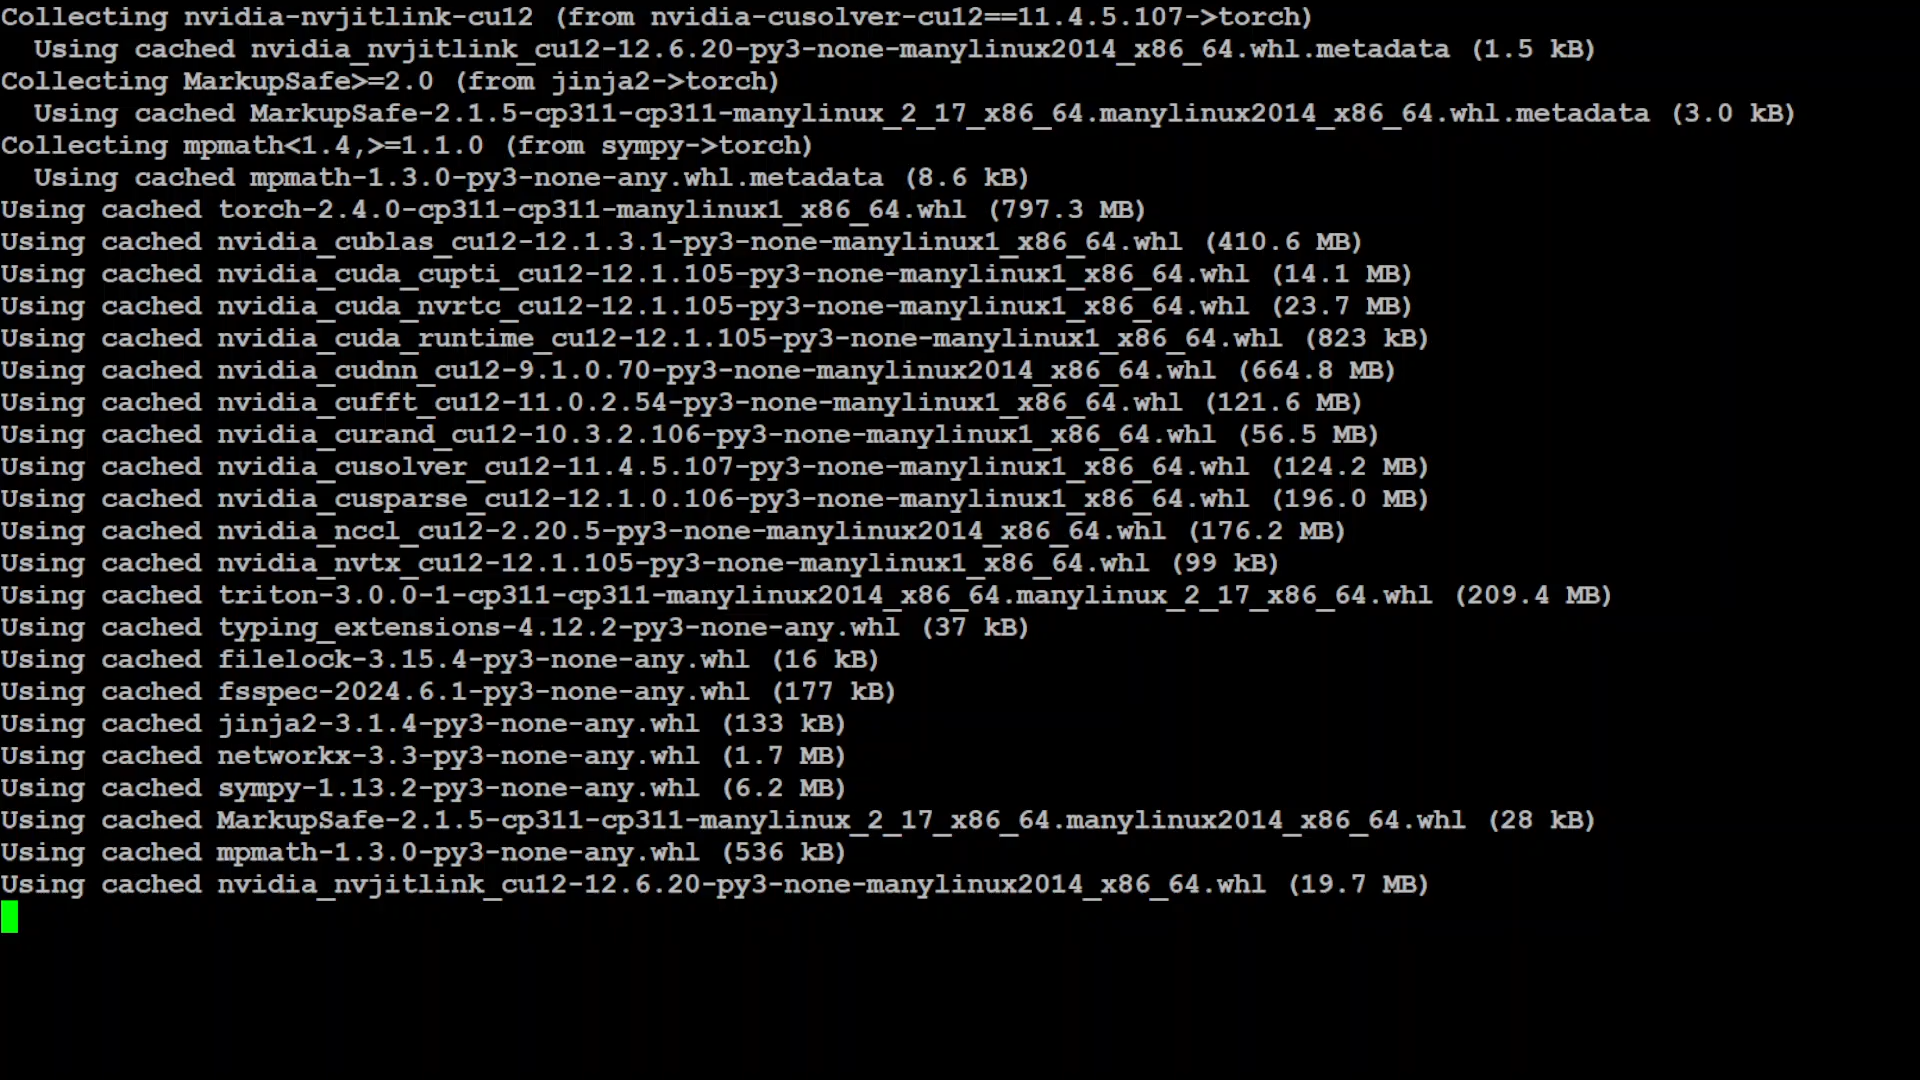 Collecting nvidia-nvjitlink-cu12 (from nvidia-cusolver-cu12==11.4.5.107->torch)
  Using cached nvidia_nvjitlink_cu12-12.6.20-py3-none-manylinux2014_x86_64.whl.metadata (1.5 kB)
Collecting MarkupSafe>=2.0 (from jinja2->torch)
  Using cached MarkupSafe-2.1.5-cp311-cp311-manylinux_2_17_x86_64.manylinux2014_x86_64.whl.metadata (3.0 kB)
Collecting mpmath<1.4,>=1.1.0 (from sympy->torch)
  Using cached mpmath-1.3.0-py3-none-any.whl.metadata (8.6 kB)
Using cached torch-2.4.0-cp311-cp311-manylinux1_x86_64.whl (797.3 MB)
Using cached nvidia_cublas_cu12-12.1.3.1-py3-none-manylinux1_x86_64.whl (410.6 MB)
Using cached nvidia_cuda_cupti_cu12-12.1.105-py3-none-manylinux1_x86_64.whl (14.1 MB)
Using cached nvidia_cuda_nvrtc_cu12-12.1.105-py3-none-manylinux1_x86_64.whl (23.7 MB)
Using cached nvidia_cuda_runtime_cu12-12.1.105-py3-none-manylinux1_x86_64.whl (823 kB)
Using cached nvidia_cudnn_cu12-9.1.0.70-py3-none-manylinux2014_x86_64.whl (664.8 MB)
Using cached nvidia_cufft_cu12-11.0.2.54-py3-none-manylinux1_x86_64.whl (121.6 MB)
Using cached nvidia_curand_cu12-10.3.2.106-py3-none-manylinux1_x86_64.whl (56.5 MB)
Using cached nvidia_cusolver_cu12-11.4.5.107-py3-none-manylinux1_x86_64.whl (124.2 MB)
Using cached nvidia_cusparse_cu12-12.1.0.106-py3-none-manylinux1_x86_64.whl (196.0 MB)
Using cached nvidia_nccl_cu12-2.20.5-py3-none-manylinux2014_x86_64.whl (176.2 MB)
Using cached nvidia_nvtx_cu12-12.1.105-py3-none-manylinux1_x86_64.whl (99 kB)
Using cached triton-3.0.0-1-cp311-cp311-manylinux2014_x86_64.manylinux_2_17_x86_64.whl (209.4 MB)
Using cached typing_extensions-4.12.2-py3-none-any.whl (37 kB)
Using cached filelock-3.15.4-py3-none-any.whl (16 kB)
Using cached fsspec-2024.6.1-py3-none-any.whl (177 kB)
Using cached jinja2-3.1.4-py3-none-any.whl (133 kB)
Using cached networkx-3.3-py3-none-any.whl (1.7 MB)
Using cached sympy-1.13.2-py3-none-any.whl (6.2 MB)
Using cached MarkupSafe-2.1.5-cp311-cp311-manylinux_2_17_x86_64.manylinux2014_x86_64.whl (28 kB)
Using cached mpmath-1.3.0-py3-none-any.whl (536 kB)
Using cached nvidia_nvjitlink_cu12-12.6.20-py3-none-manylinux2014_x86_64.whl (19.7 MB)